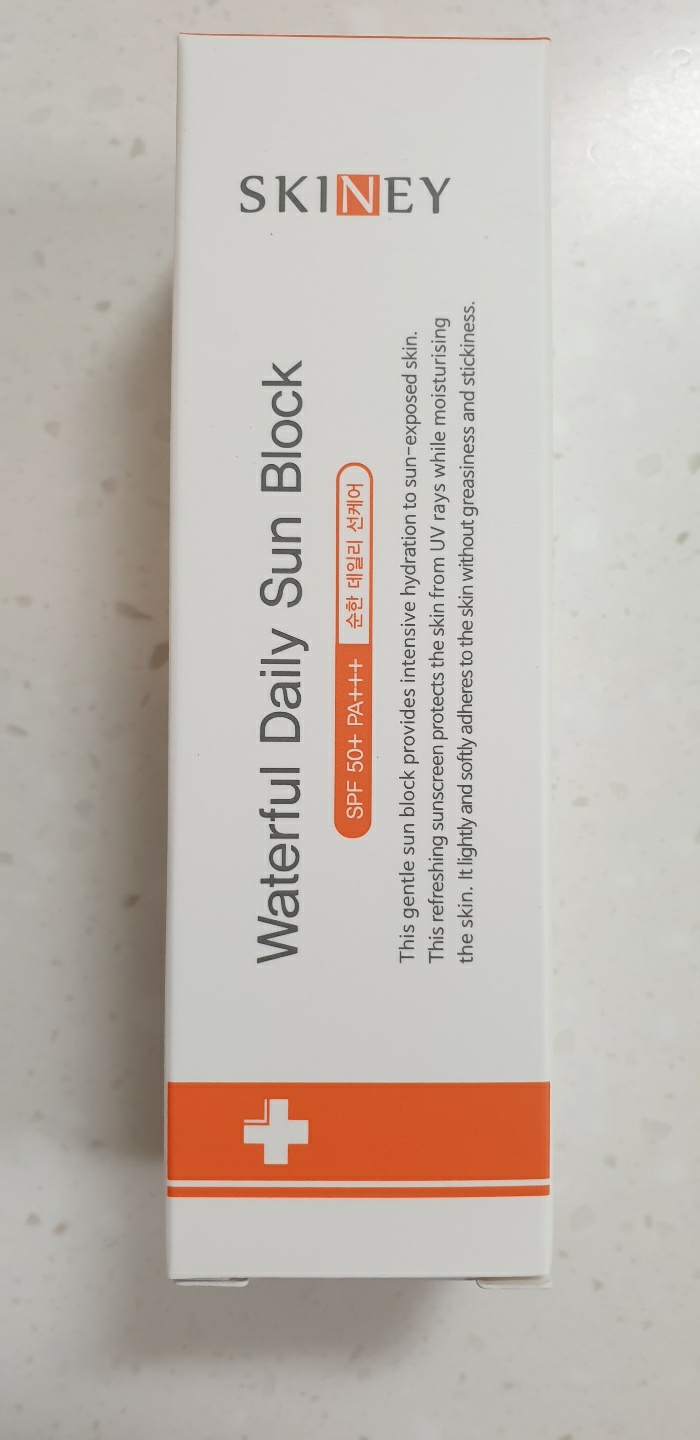 SKINEY
Waterful Daily Sun Block
SPF 50+ PA+++ 순한 데일리 선케어
This gentle sun block provides intensive hydration to sun-exposed skin.
This refreshing sunscreen protects the skin from UV rays while moisturising
the skin. It lightly and softly adheres to the skin without greasiness and stickiness.